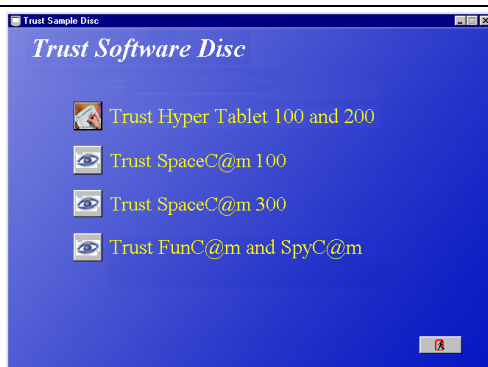 Trust Sample Disc
Trust Software Disc
Trust Hyper Tablet 100 and 200
Trust SpaceC@m 100
Trust SpaceC@m 300
Trust FunC@m and SpyC@m